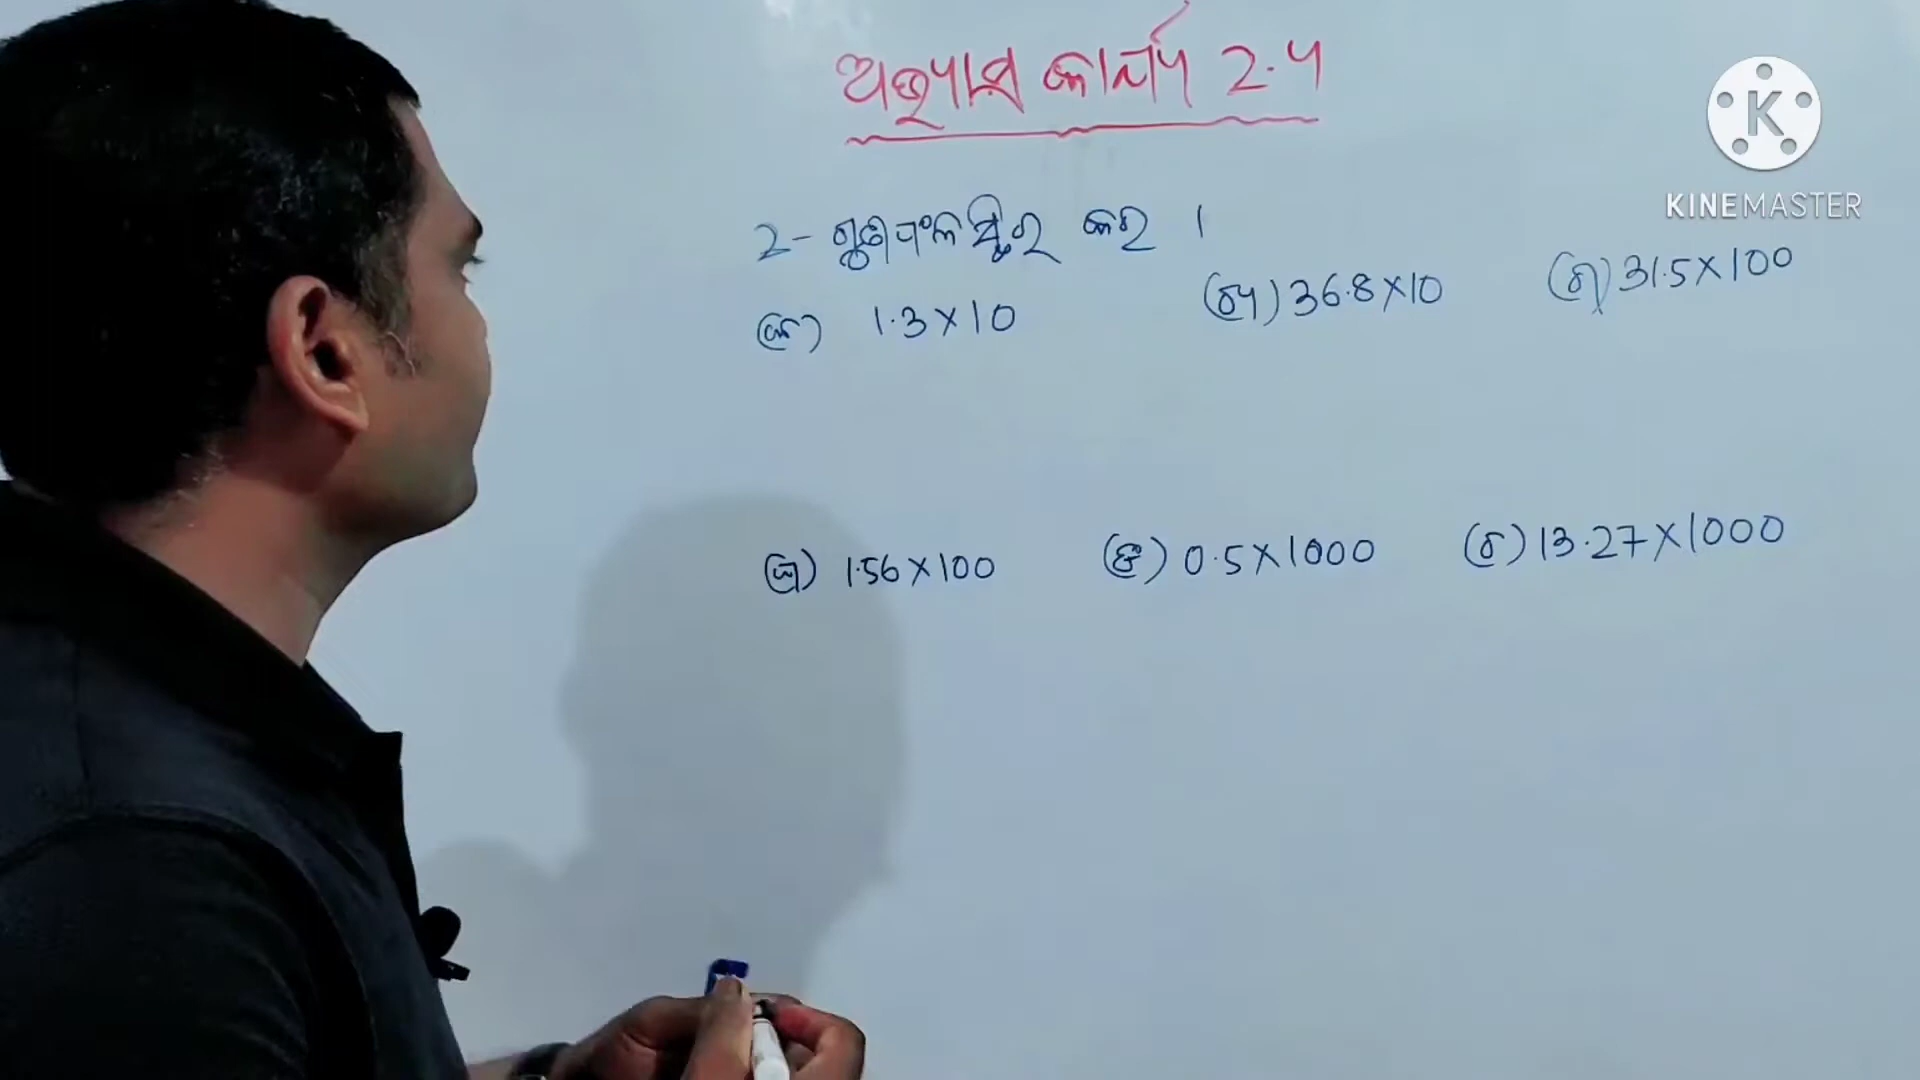 ଅଭ୍ୟାସ କାର୍ଯ୍ୟ 2.5
2- ଗୁଣଫଳ ସ୍ଥିର କର ।
(କ) 1.3 X 10 (ଖ) 36.8 X 10 (ଗ) 31.5 X 100
(ଘ) 1.56 X 100 (ଙ) 0.5 X 1000 (ଚ) 13.27 X 1000
KINEMASTER